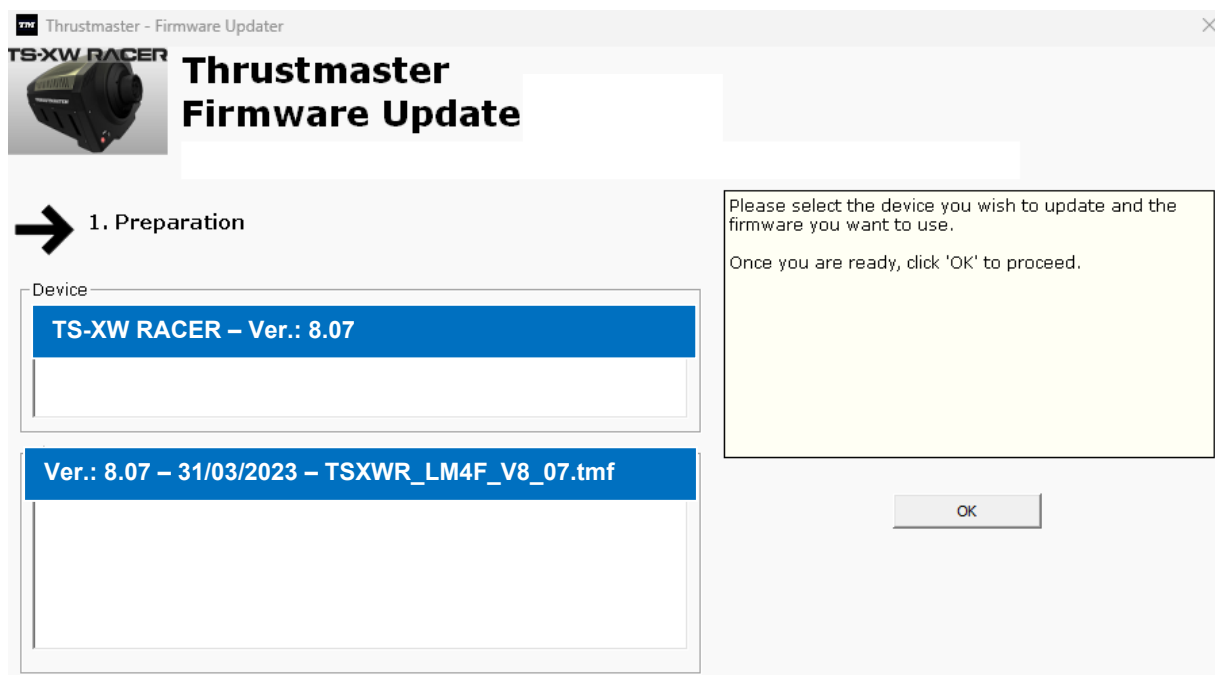 Thrustmaster - Firmware Updater
TS-XW RACER
Thrustmaster
Firmware Update
1. Preparation
Please select the device you wish to update and the
firmware you want to use.
Once you are ready, click 'OK' to proceed.
Device
TS-XW RACER – Ver.: 8.07
Ver.: 8.07 – 31/03/2023 – TSXWR_LM4F_V8_07.tmf
OK